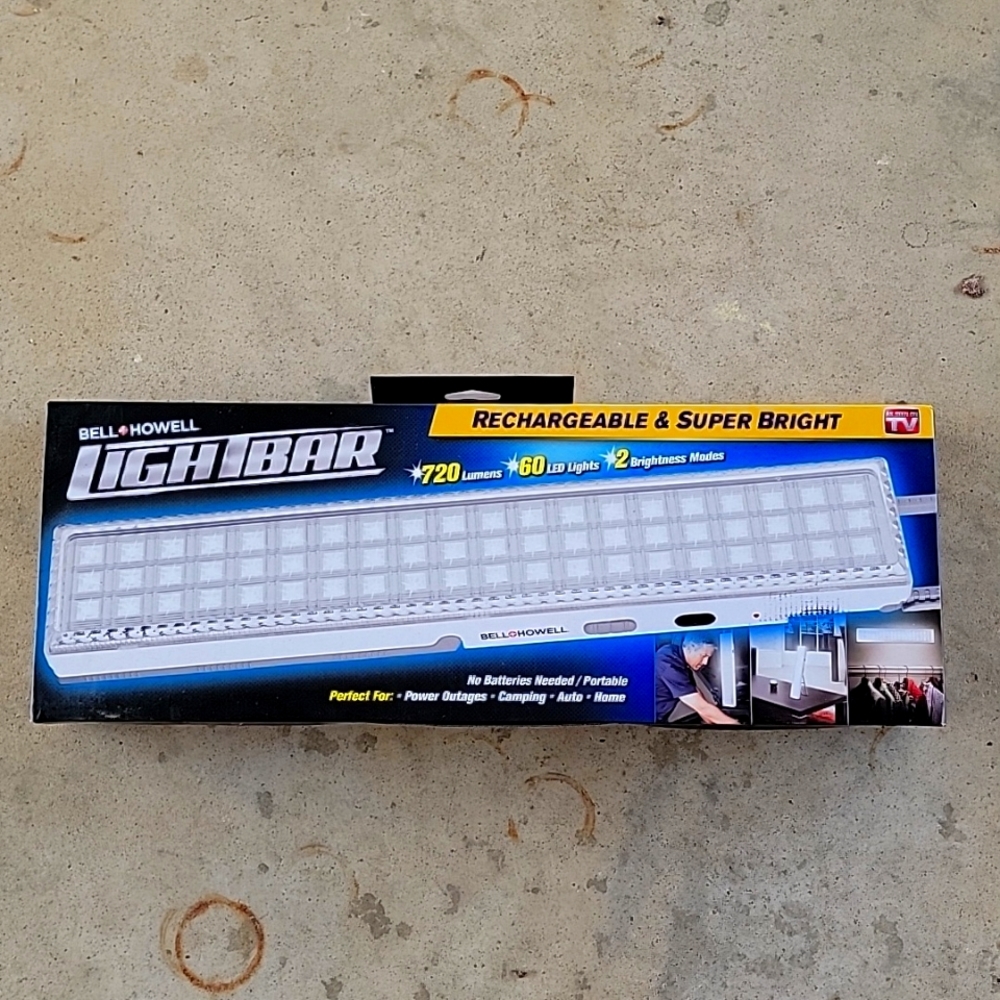 BELL+HOWELL
LIGHTBAR™
RECHARGEABLE & SUPER BRIGHT
AS SEEN ON
TV
720 Lumens 60 LED Lights 2 Brightness Modes
BELL+HOWELL
No Batteries Needed / Portable
Perfect For: • Power Outages • Camping • Auto • Home